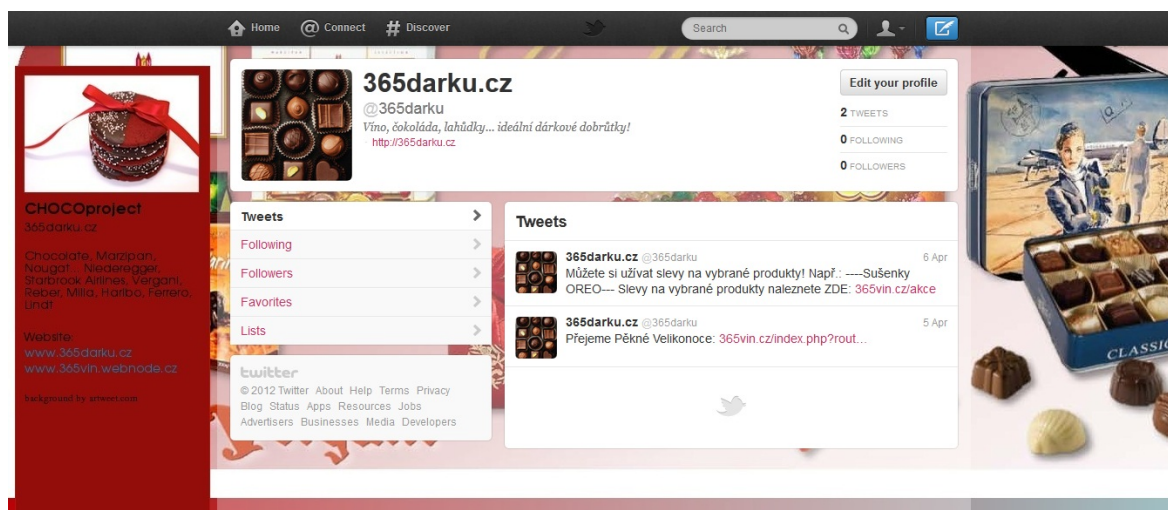 Home
Connect
Discover
Search
CHOCOproject
365darku.cz
Chocolate, Marzipan,
Nougat... Niederegger,
Starbrook Airlines, Vergani,
Reber, Milla, Haribo, Ferrero,
Lindt
Website:
www.365darku.cz
www.365vin.webnode.cz
background by artweet.com
365darku.cz
@365darku
Víno, čokoláda, lahůdky... ideální dárkové dobrůtky!
http://365darku.cz
Edit your profile
2 TWEETS
0 FOLLOWING
0 FOLLOWERS
Tweets
Following
Followers
Favorites
Lists
twitter
© 2012 Twitter About Help Terms Privacy
Blog Status Apps Resources Jobs
Advertisers Businesses Media Developers
Tweets
365darku.cz @365darku 6 Apr
Můžete si užívat slevy na vybrané produkty! Např.: ----Sušenky
OREO--- Slevy na vybrané produkty naleznete ZDE: 365vin.cz/akce
365darku.cz @365darku 5 Apr
Přejeme Pěkné Velikonoce: 365vin.cz/index.php?rout…
CLASSIC